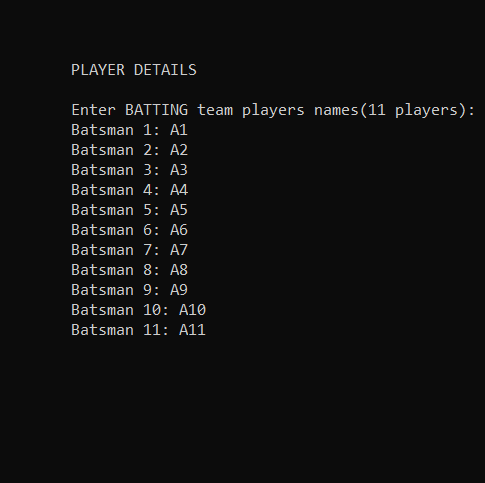 PLAYER DETAILS
Enter BATTING team players names(11 players):
Batsman 1: A1
Batsman 2: A2
Batsman 3: A3
Batsman 4: A4
Batsman 5: A5
Batsman 6: A6
Batsman 7: A7
Batsman 8: A8
Batsman 9: A9
Batsman 10: A10
Batsman 11: A11